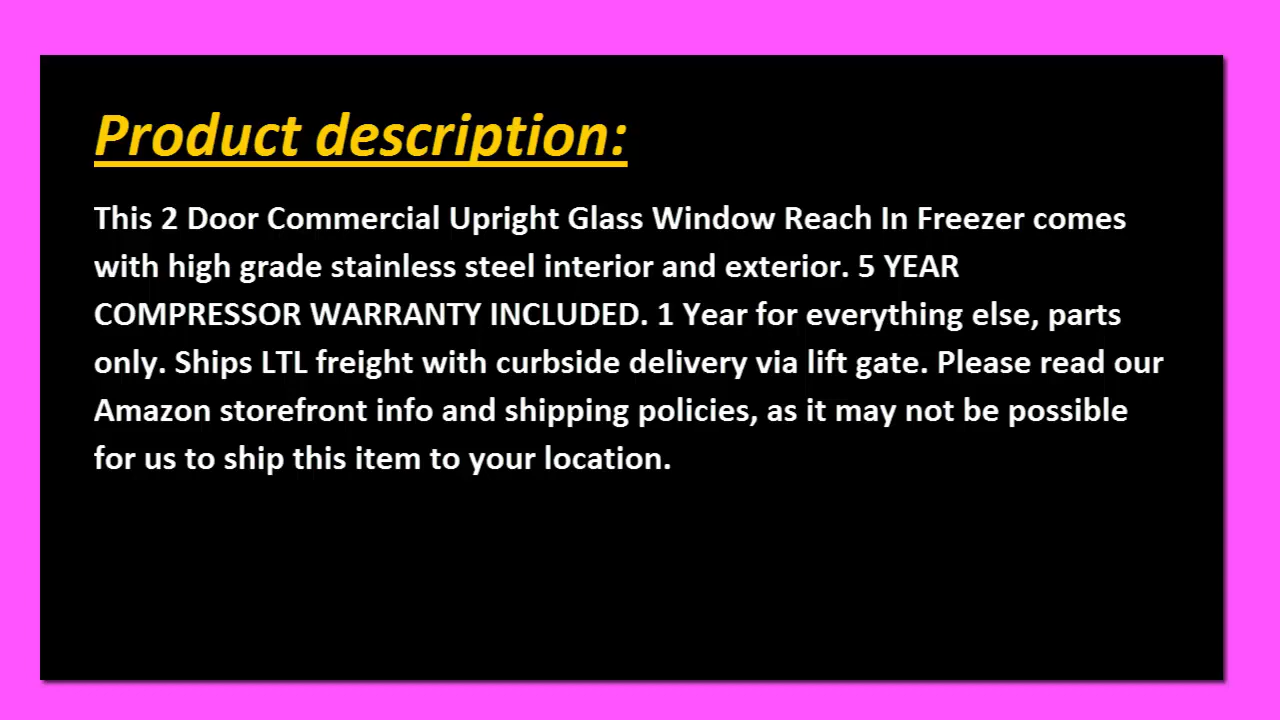 Product description:
This 2 Door Commercial Upright Glass Window Reach In Freezer comes
with high grade stainless steel interior and exterior. 5 YEAR
COMPRESSOR WARRANTY INCLUDED. 1 Year for everything else, parts
only. Ships LTL freight with curbside delivery via lift gate. Please read our
Amazon storefront info and shipping policies, as it may not be possible
for us to ship this item to your location.